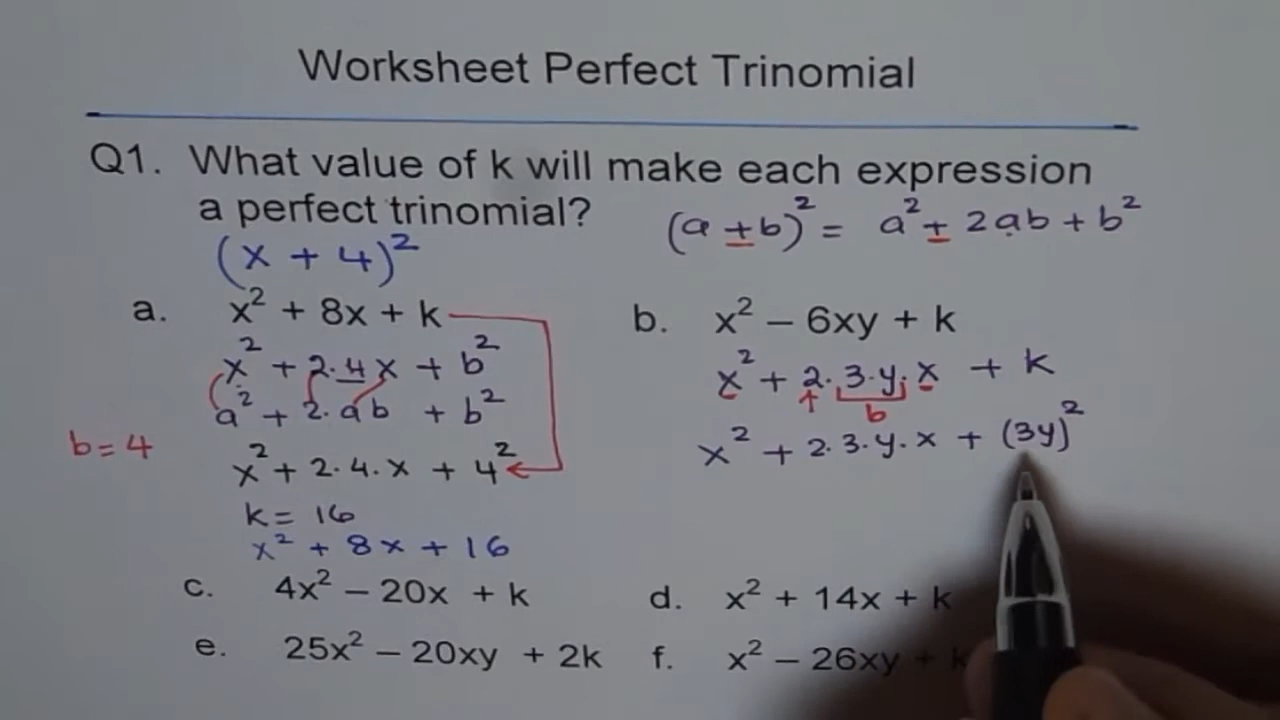 Worksheet Perfect Trinomial
Q1. What value of k will make each expression
a perfect trinomial?
(a ± b)² = a² ± 2ab + b²
(x + 4)²
a. x² + 8x + k
x² + 2·4x + b²
a² + 2·ab + b²
b = 4
x² + 2·4·x + 4²
k = 16
x² + 8x + 16
b. x² – 6xy + k
x² + 2·3·y·x + k
b
x² + 2·3·y·x + (3y)²
c. 4x² – 20x + k
d. x² + 14x + k
e. 25x² – 20xy + 2k
f. x² – 26xy + k